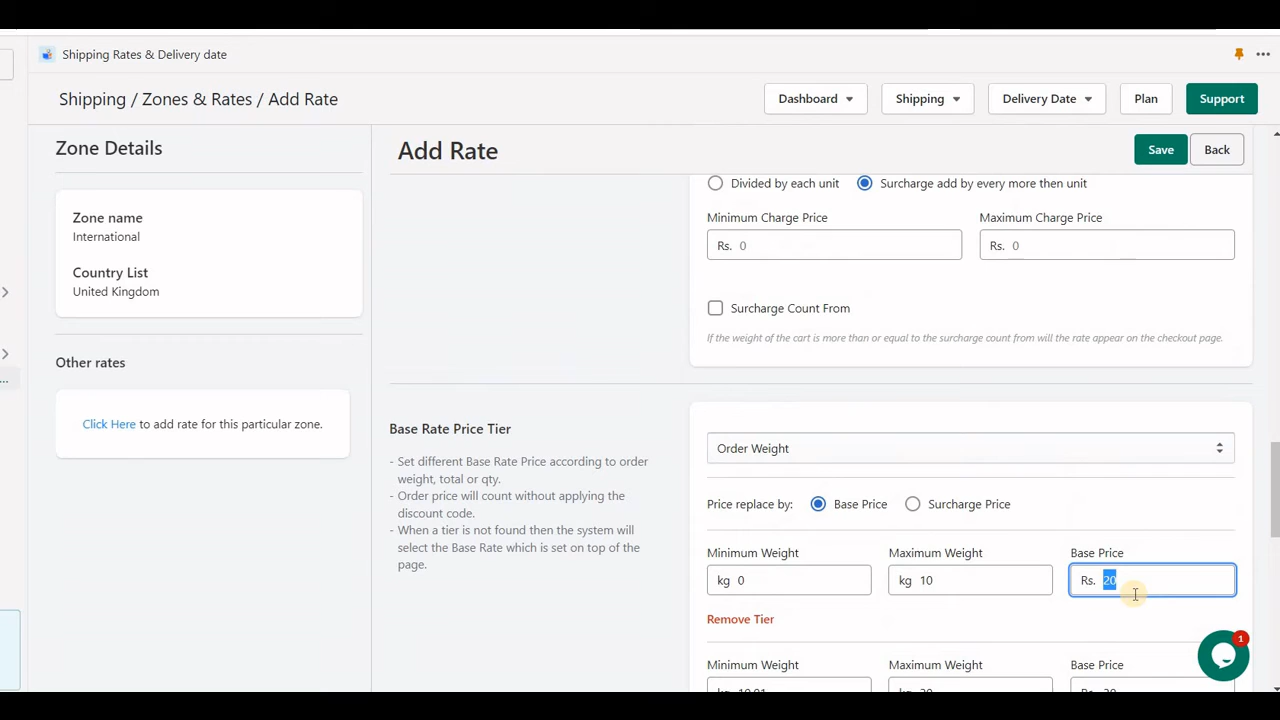 Shipping Rates & Delivery date
Shipping / Zones & Rates / Add Rate
Dashboard
Shipping
Delivery Date
Plan
Support
Zone Details
Zone name
International
Country List
United Kingdom
Other rates
Click Here to add rate for this particular zone.
Add Rate
Save
Back
Divided by each unit
Surcharge add by every more then unit
Minimum Charge Price
Maximum Charge Price
Rs. 0
Rs. 0
Surcharge Count From
If the weight of the cart is more than or equal to the surcharge count from will the rate appear on the checkout page.
Base Rate Price Tier
- Set different Base Rate Price according to order
weight, total or qty.
- Order price will count without applying the
discount code.
- When a tier is not found then the system will
select the Base Rate which is set on top of the
page.
Order Weight
Price replace by:
Base Price
Surcharge Price
Minimum Weight
Maximum Weight
Base Price
kg 0
kg 10
Rs. 20
Remove Tier
Minimum Weight
Maximum Weight
Base Price
1